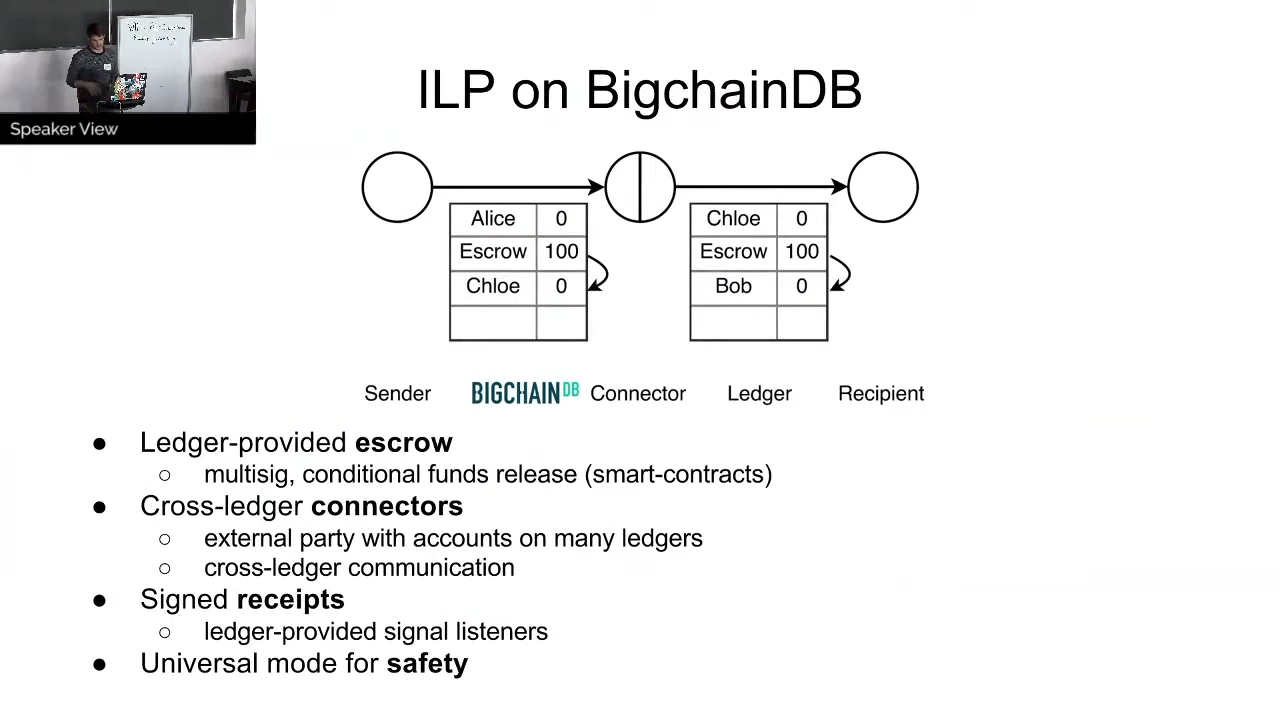 Speaker View
ILP on BigchainDB
Alice 0
Escrow 100
Chloe 0
Chloe 0
Escrow 100
Bob 0
Sender BIGCHAINDB Connector Ledger Recipient
● Ledger-provided escrow
○ multisig, conditional funds release (smart-contracts)
● Cross-ledger connectors
○ external party with accounts on many ledgers
○ cross-ledger communication
● Signed receipts
○ ledger-provided signal listeners
● Universal mode for safety